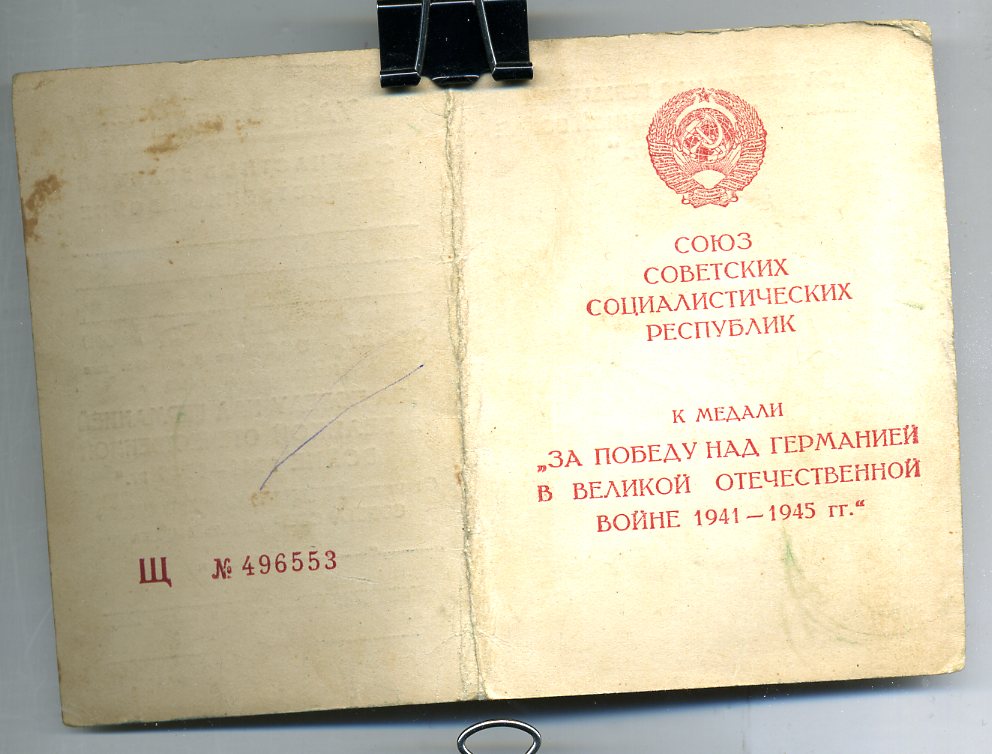 Щ № 496553
СОЮЗ
СОВЕТСКИХ
СОЦИАЛИСТИЧЕСКИХ
РЕСПУБЛИК
К МЕДАЛИ
„ЗА ПОБЕДУ НАД ГЕРМАНИЕЙ
В ВЕЛИКОЙ ОТЕЧЕСТВЕННОЙ
ВОЙНЕ 1941—1945 гг.“